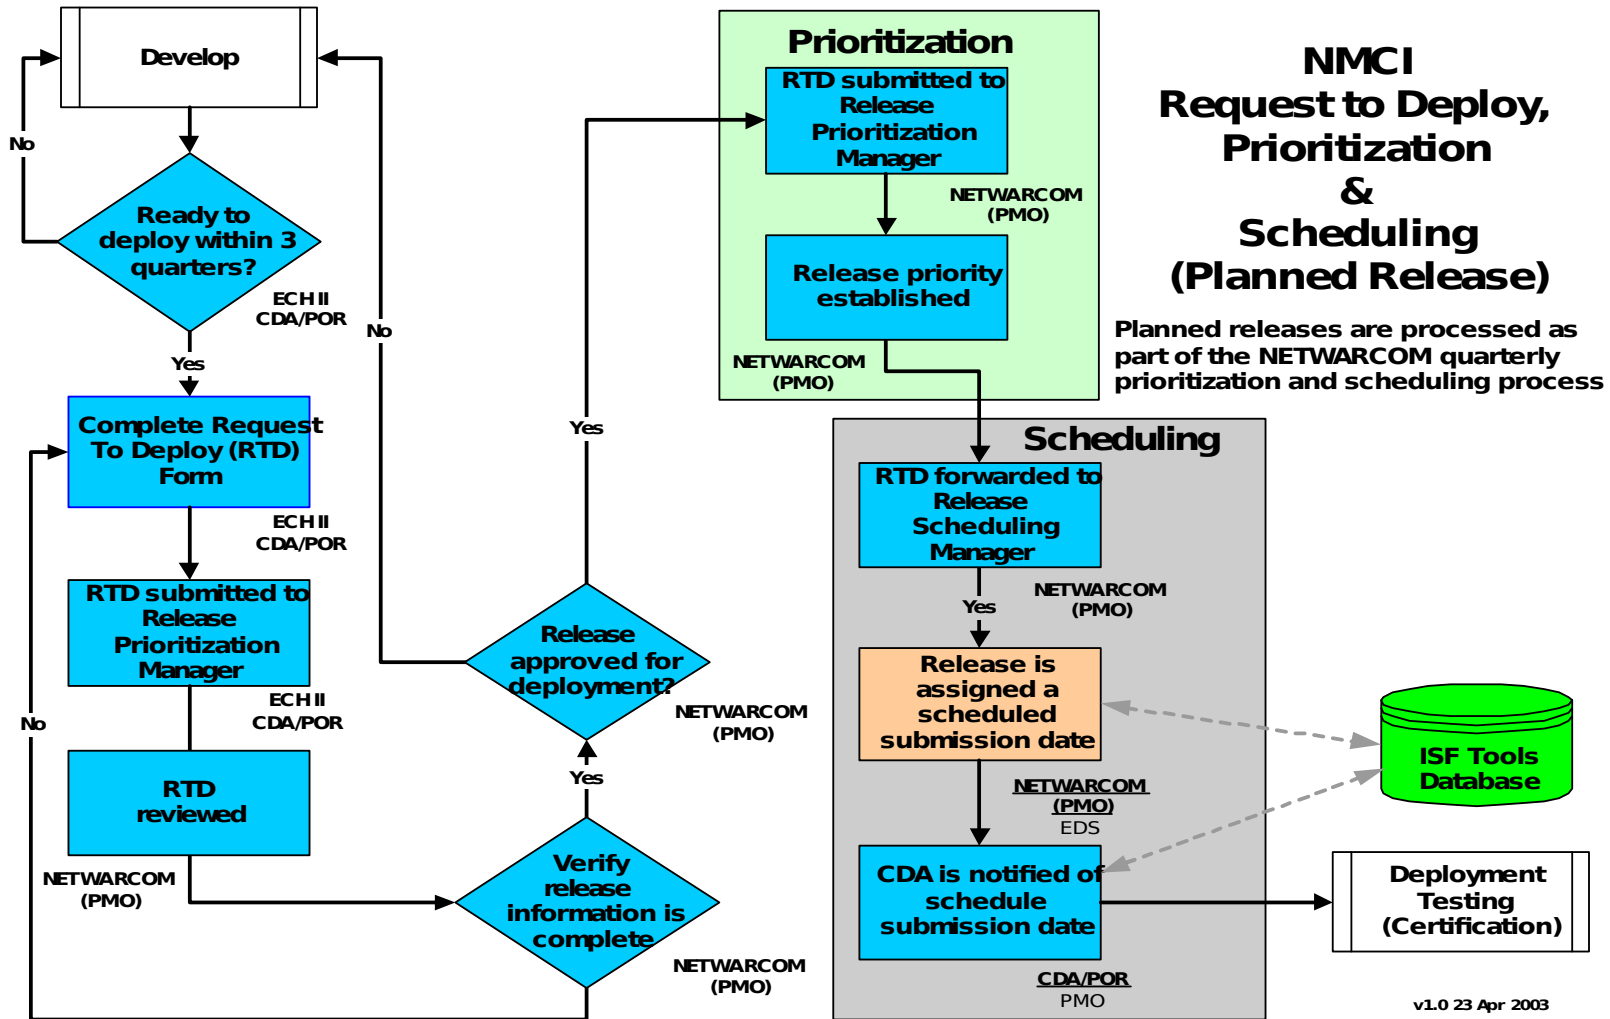 Develop
No
Ready to
deploy within 3
quarters?
ECH II
CDA/POR
Yes
Complete Request
To Deploy (RTD)
Form
ECH II
CDA/POR
RTD submitted to
Release
Prioritization
Manager
ECH II
CDA/POR
No
RTD
reviewed
NETWARCOM
(PMO)
Verify
release
information is
complete
NETWARCOM
(PMO)
Yes
Release
approved for
deployment?
NETWARCOM
(PMO)
No
Yes
Prioritization
RTD submitted to
Release
Prioritization
Manager
NETWARCOM
(PMO)
Release priority
established
NETWARCOM
(PMO)
Scheduling
RTD forwarded to
Release
Scheduling
Manager
NETWARCOM
(PMO)
Yes
Release is
assigned a
scheduled
submission date
NETWARCOM
(PMO)
EDS
CDA is notified of
schedule
submission date
CDA/POR
PMO
NMCI
Request to Deploy,
Prioritization
&
Scheduling
(Planned Release)
Planned releases are processed as
part of the NETWARCOM quarterly
prioritization and scheduling process
ISF Tools
Database
Deployment
Testing
(Certification)
v1.0 23 Apr 2003